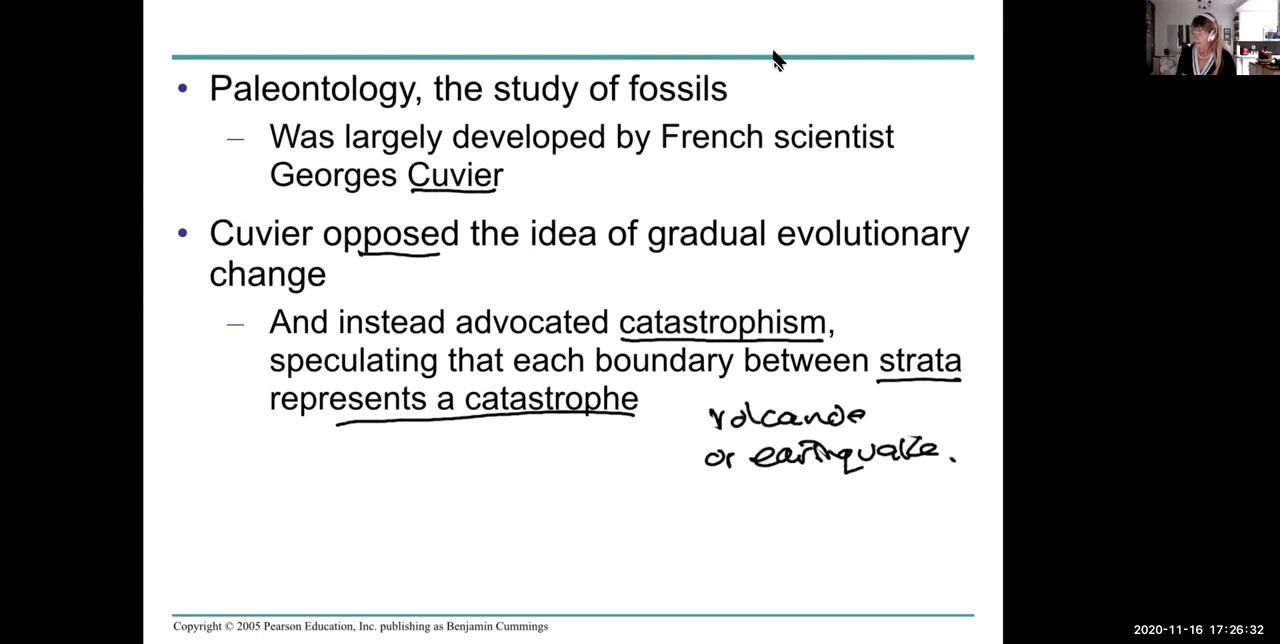 • Paleontology, the study of fossils
– Was largely developed by French scientist
Georges Cuvier
• Cuvier opposed the idea of gradual evolutionary
change
– And instead advocated catastrophism,
speculating that each boundary between strata
represents a catastrophe
volcanoe
or earthquake.
Copyright © 2005 Pearson Education, Inc. publishing as Benjamin Cummings
2020-11-16 17:26:32